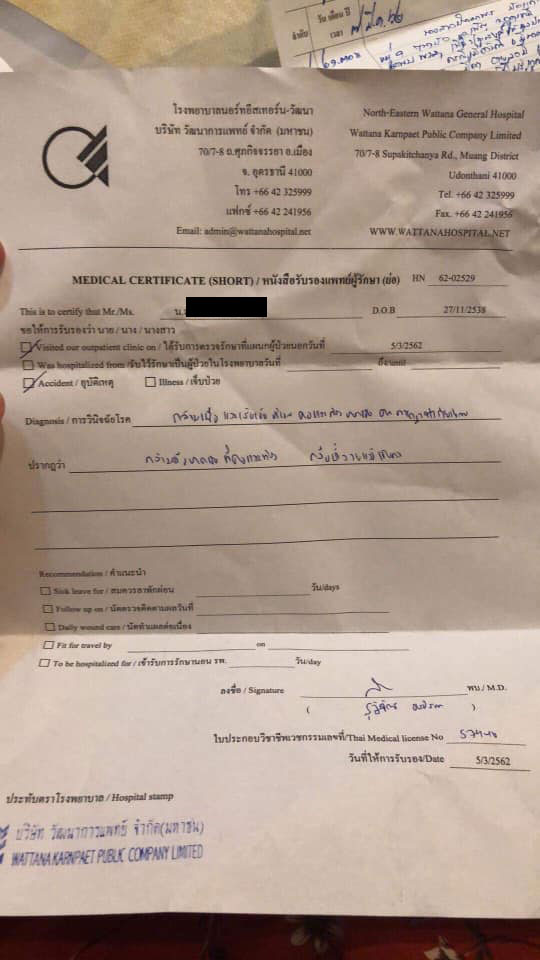 วัน เดือน ปี
เวลา
ลำดับ
โรงพยาบาลนอร์ทอีสเทอร์น-วัฒนา
บริษัท วัฒนาการแพทย์ จำกัด (มหาชน)
70/7-8 ถ.ศุภกิจจรรยา อ.เมือง
จ. อุดรธานี 41000
โทร +66 42 325999
แฟกซ์ +66 42 241956
Email: admin@wattanahospital.net
North-Eastern Wattana General Hospital
Wattana Karnpaet Public Company Limited
70/7-8 Supakitchanya Rd., Muang District
Udonthani 41000
Tel. +66 42 325999
Fax. +66 42 241956
WWW.WATTANAHOSPITAL.NET
MEDICAL CERTIFICATE (SHORT) / หนังสือรับรองแพทย์ผู้รักษา (ย่อ) HN 62-02529
This is to certify that Mr./Ms. น. D.O.B 27/11/2538
ขอให้การรับรองว่า นาย / นาง / นางสาว
Visited our outpatient clinic on / ได้รับการตรวจรักษาที่แผนกผู้ป่วยนอกวันที่ 5/3/2562
Was hospitalized from /รับไว้รักษาเป็นผู้ป่วยในโรงพยาบาลวันที่ ถึง/until
Accident / อุบัติเหตุ Illness / เจ็บป่วย
Diagnosis / การวินิจฉัยโรค
ปรากฏว่า
Recommendation / คำแนะนำ
Sick leave for / สมควรลาพักผ่อน วัน/days
Follow up on / นัดตรวจติดตามผลวันที่
Daily wound care / นัดทำแผลต่อเนื่อง
Fit for travel by on
To be hospitalized for / เข้ารับการรักษานอน รพ. วัน/day
ลงชื่อ / Signature พบ/ M.D.
( )
ใบประกอบวิชาชีพเวชกรรมเลขที่/Thai Medical license No
วันที่ให้การรับรอง/Date 5/3/2562
ประทับตราโรงพยาบาล / Hospital stamp
บริษัท วัฒนาการแพทย์ จำกัด(มหาชน)
WATTANA KARNPAET PUBLIC COMPANY LIMITED